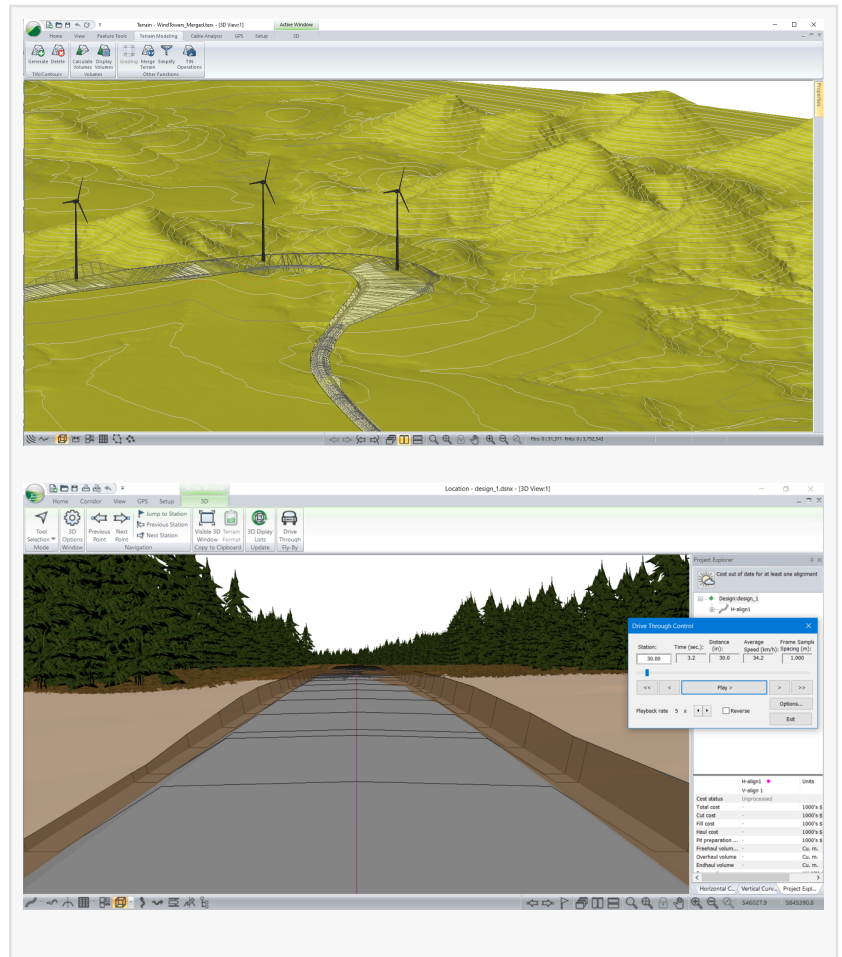 Terrain - WindTowers_Merged.terx - [3D View:1]
Active Window
Home View Feature Tools Terrain Modeling Cable Analysis GPS Setup 3D
Generate Delete Calculate Volumes Display Volumes Grading Merge Terrain Simplify TIN Operations
TIN/Contours Volumes Other Functions
Properties
Location - design_1.dsnx - [3D View:1]
Home Corridor View GPS Setup 3D
Jump to Station
Previous Station
Next Station
Tool Selection 3D Options Previous Point Next Point Visible 3D Window Terrain Format 3D Diplay Lists Drive Through
Mode Window Navigation Copy to Clipboard Update Fly-By
Project Explorer
Cost out of date for at least one alignment
Design:design_1
H-align1
Drive Through Control
Station: Time (sec.): Distance (m): Average Speed (km/h): Frame Sample Spacing (m):
30.00 3.2 30.0 34.2 1.000
<< < Play > > >>
Options...
Playback rate 5 x Reverse
Exit
H-align1 Units
V-align 1
Cost status Unprocessed
Total cost - 1000's $
Cut cost - 1000's $
Fill cost - 1000's $
Haul cost - 1000's $
Pit preparation ... - 1000's $
Freehaul volum... - Cu. m.
Overhaul volume - Cu. m.
Endhaul volume - Cu. m.
Horizontal C... Vertical Curv... Project Expl...